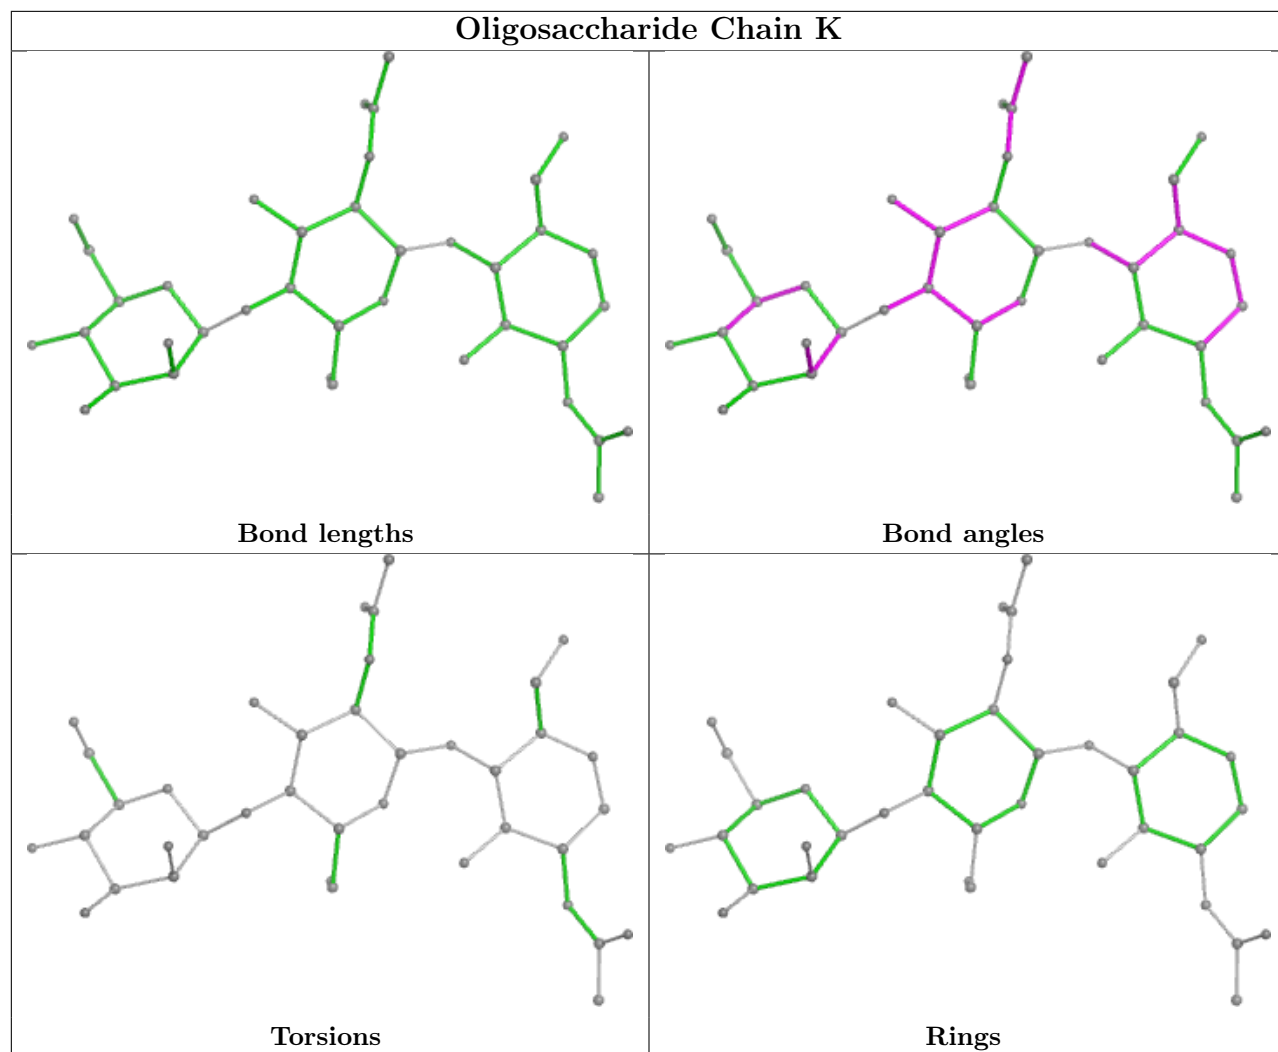 Oligosaccharide Chain K
Bond lengths
Bond angles
Torsions
Rings